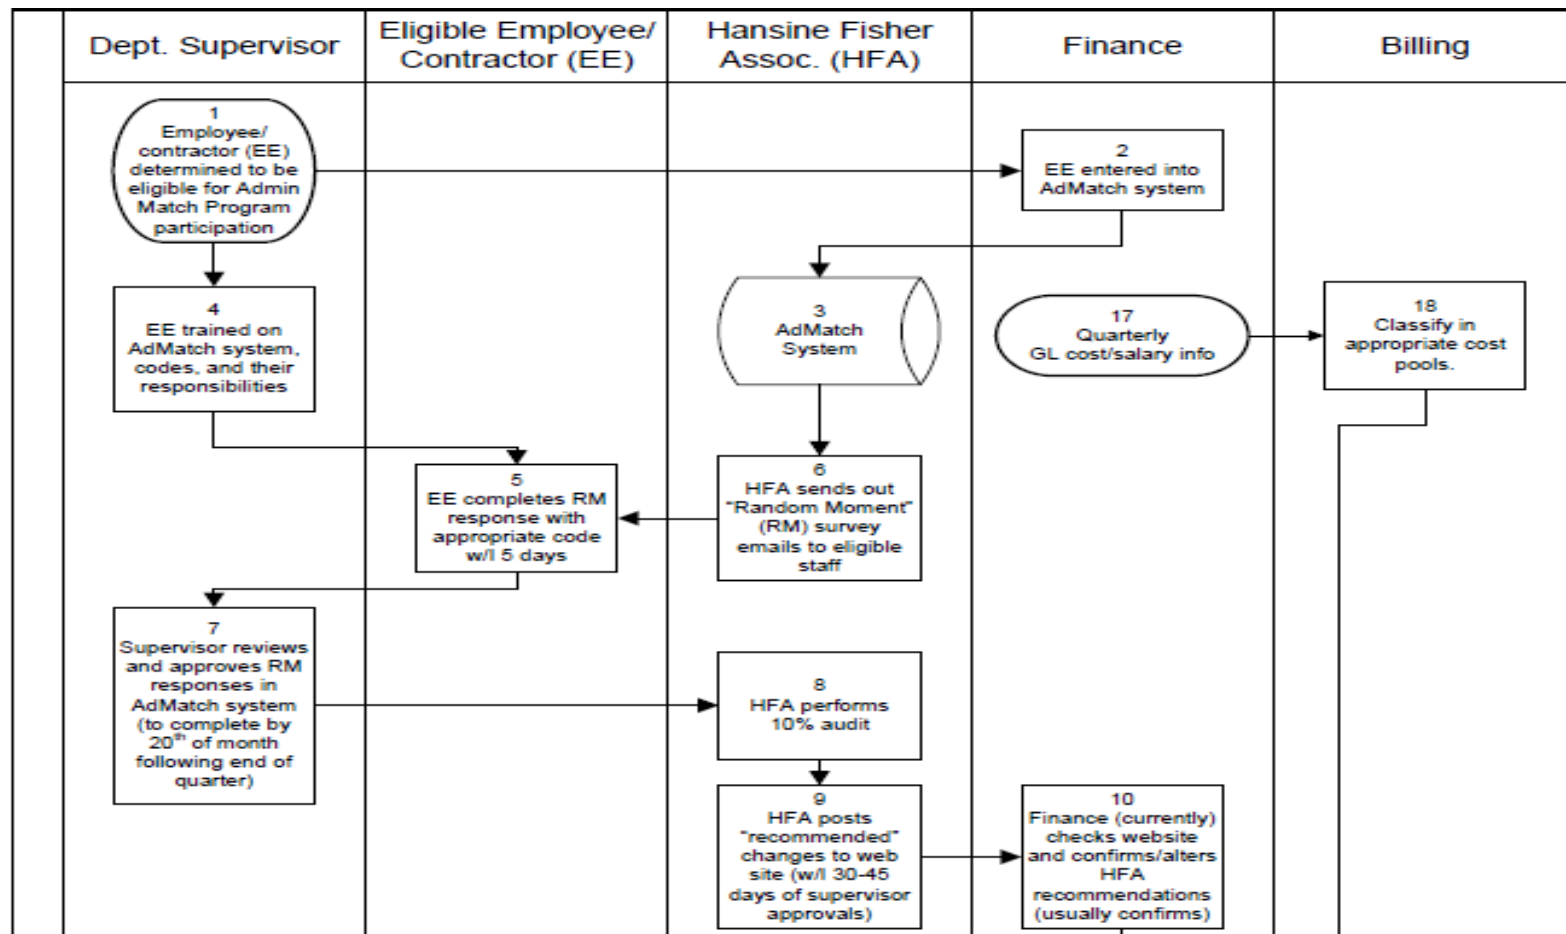 Dept. Supervisor
Eligible Employee/
Contractor (EE)
Hansine Fisher
Assoc. (HFA)
Finance
Billing
1
Employee/
contractor (EE)
determined to be
eligible for Admin
Match Program
participation
2
EE entered into
AdMatch system
3
AdMatch
System
4
EE trained on
AdMatch system,
codes, and their
responsibilities
17
Quarterly
GL cost/salary info
18
Classify in
appropriate cost
pools.
5
EE completes RM
response with
appropriate code
w/I 5 days
6
HFA sends out
"Random Moment"
(RM) survey
emails to eligible
staff
7
Supervisor reviews
and approves RM
responses in
AdMatch system
(to complete by
20th of month
following end of
quarter)
8
HFA performs
10% audit
9
HFA posts
"recommended"
changes to web
site (w/I 30-45
days of supervisor
approvals)
10
Finance (currently)
checks website
and confirms/alters
HFA
recommendations
(usually confirms)